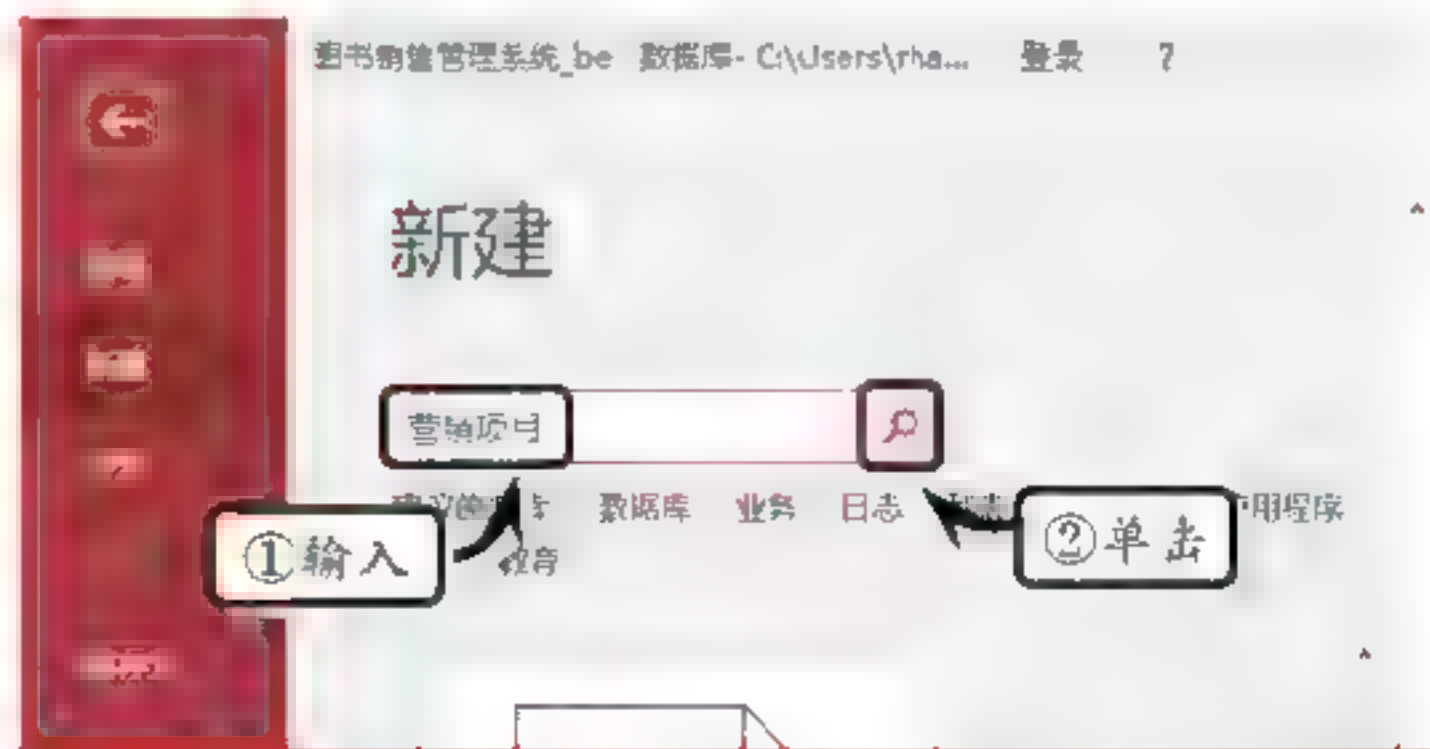 图书销售管理系统_be 数据库- C:\Users\rha... 登录 ?
新建
营销项目
数据库 业务 日志 用程序
教育
①输入
②单击